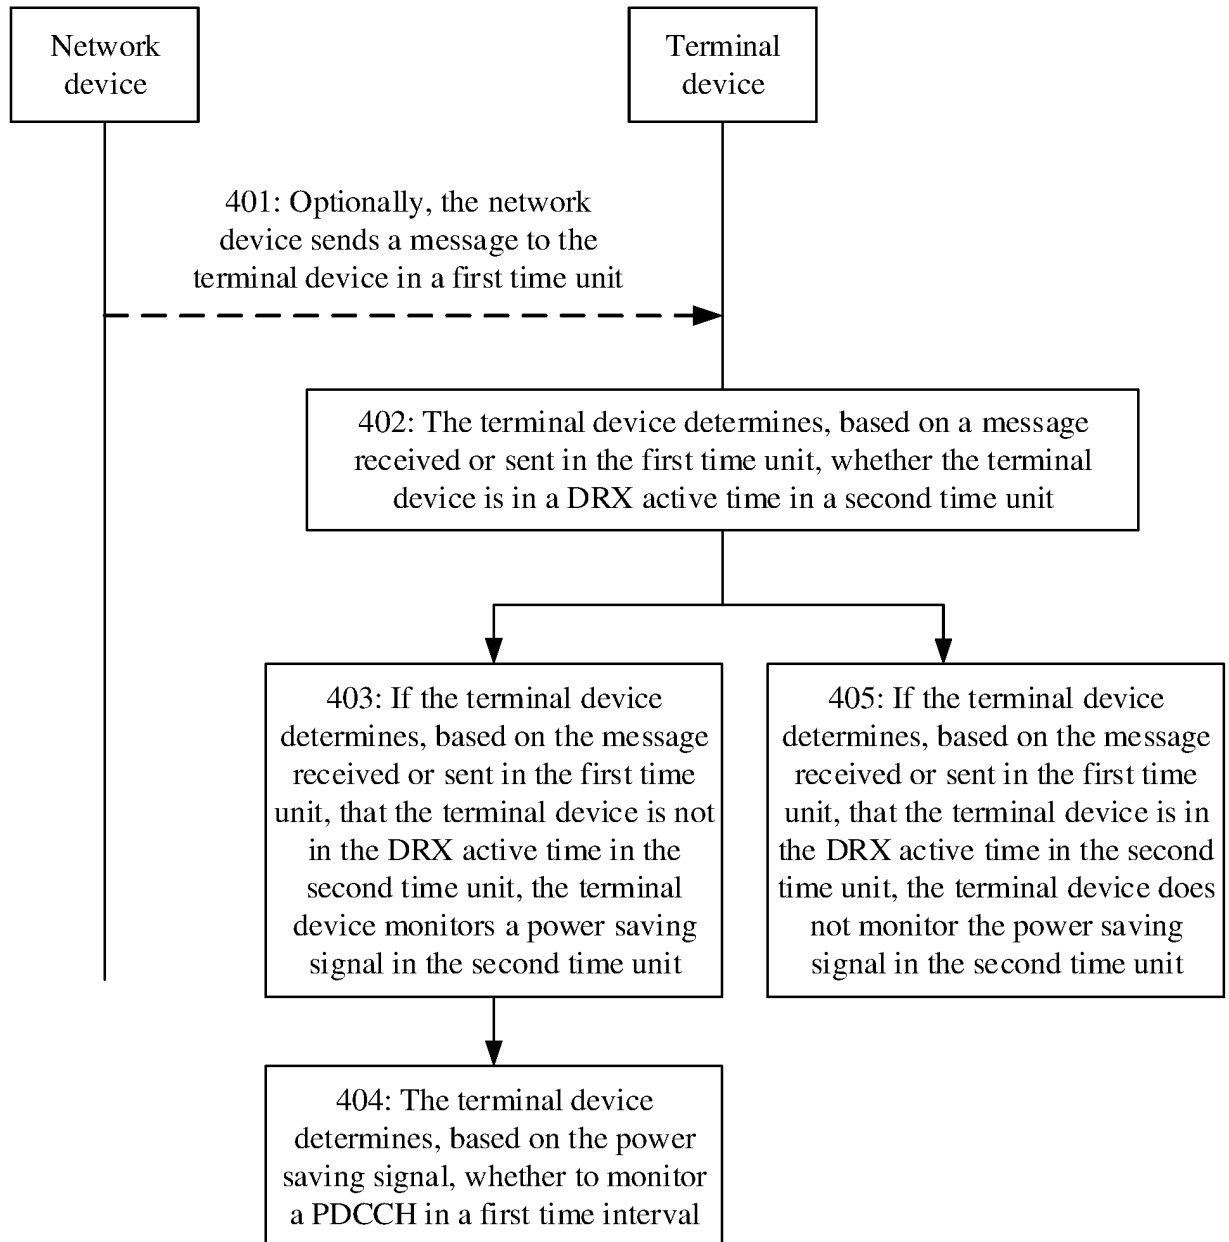 Network
device
Terminal
device
401: Optionally, the network
device sends a message to the
terminal device in a first time unit
402: The terminal device determines, based on a message
received or sent in the first time unit, whether the terminal
device is in a DRX active time in a second time unit
403: If the terminal device
determines, based on the message
received or sent in the first time
unit, that the terminal device is not
in the DRX active time in the
second time unit, the terminal
device monitors a power saving
signal in the second time unit
405: If the terminal device
determines, based on the message
received or sent in the first time
unit, that the terminal device is in
the DRX active time in the second
time unit, the terminal device does
not monitor the power saving
signal in the second time unit
404: The terminal device
determines, based on the power
saving signal, whether to monitor
a PDCCH in a first time interval